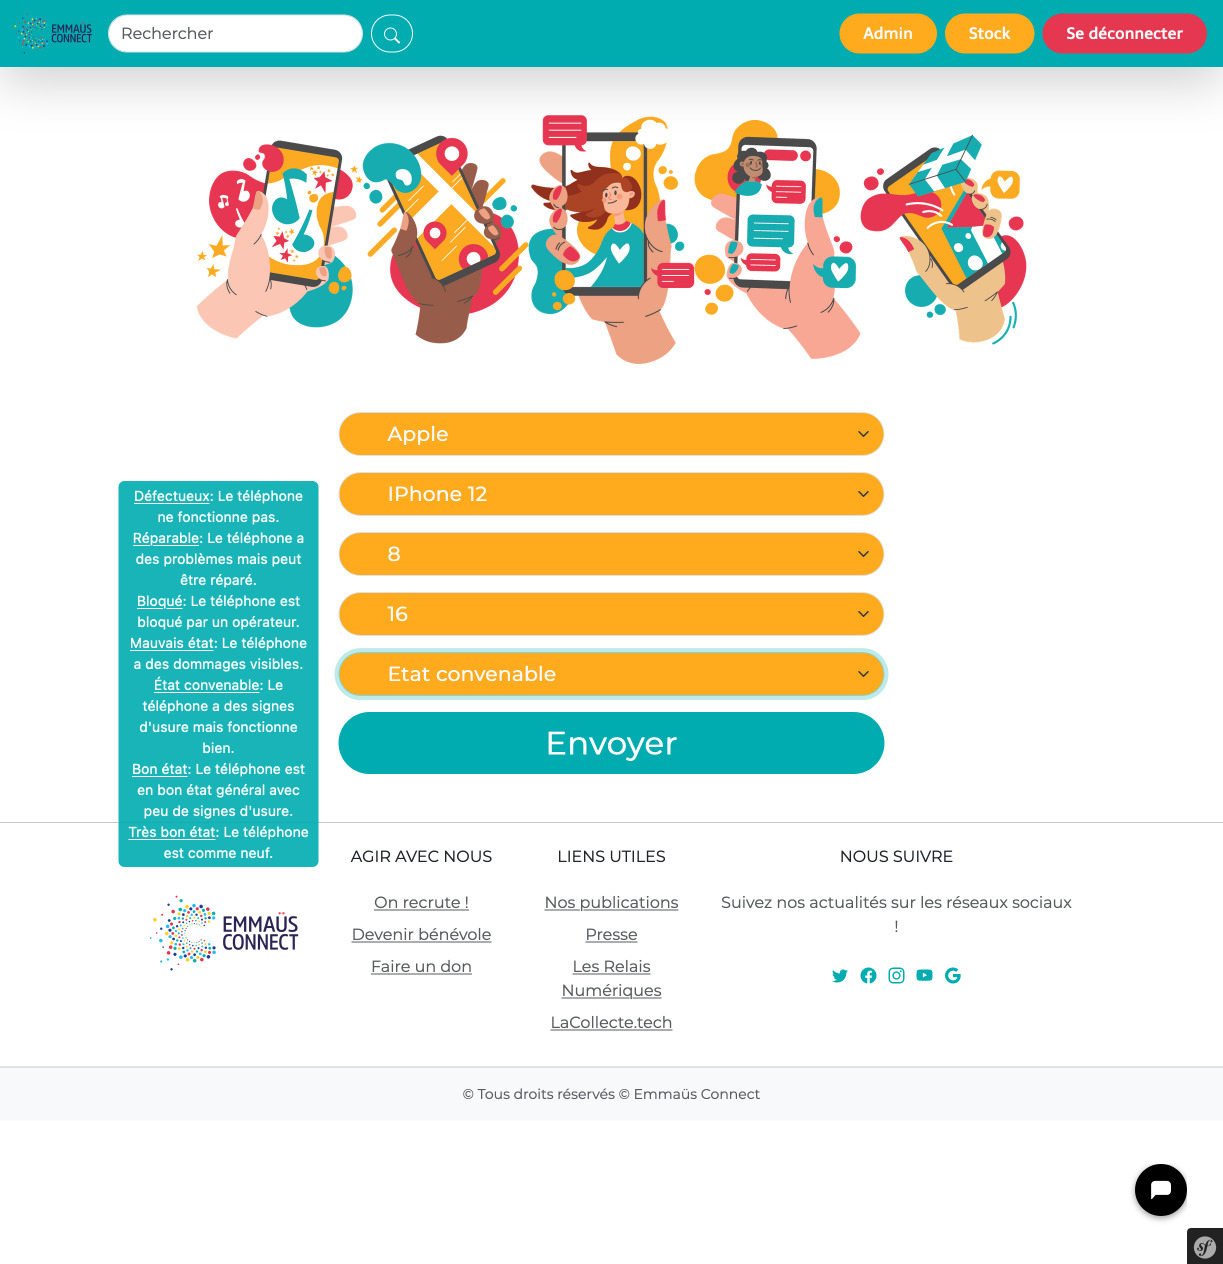 EMMAÜS
CONNECT
Rechercher
Admin
Stock
Se déconnecter
Apple
IPhone 12
8
16
Etat convenable
Envoyer
Défectueux: Le téléphone
ne fonctionne pas.
Réparable: Le téléphone a
des problèmes mais peut
être réparé.
Bloqué: Le téléphone est
bloqué par un opérateur.
Mauvais état: Le téléphone
a des dommages visibles.
État convenable: Le
téléphone a des signes
d'usure mais fonctionne
bien.
Bon état: Le téléphone est
en bon état général avec
peu de signes d'usure.
Très bon état: Le téléphone
est comme neuf.
EMMAÜS
CONNECT
AGIR AVEC NOUS
On recrute !
Devenir bénévole
Faire un don
LIENS UTILES
Nos publications
Presse
Les Relais
Numériques
LaCollecte.tech
NOUS SUIVRE
Suivez nos actualités sur les réseaux sociaux
!
© Tous droits réservés © Emmaüs Connect
sf